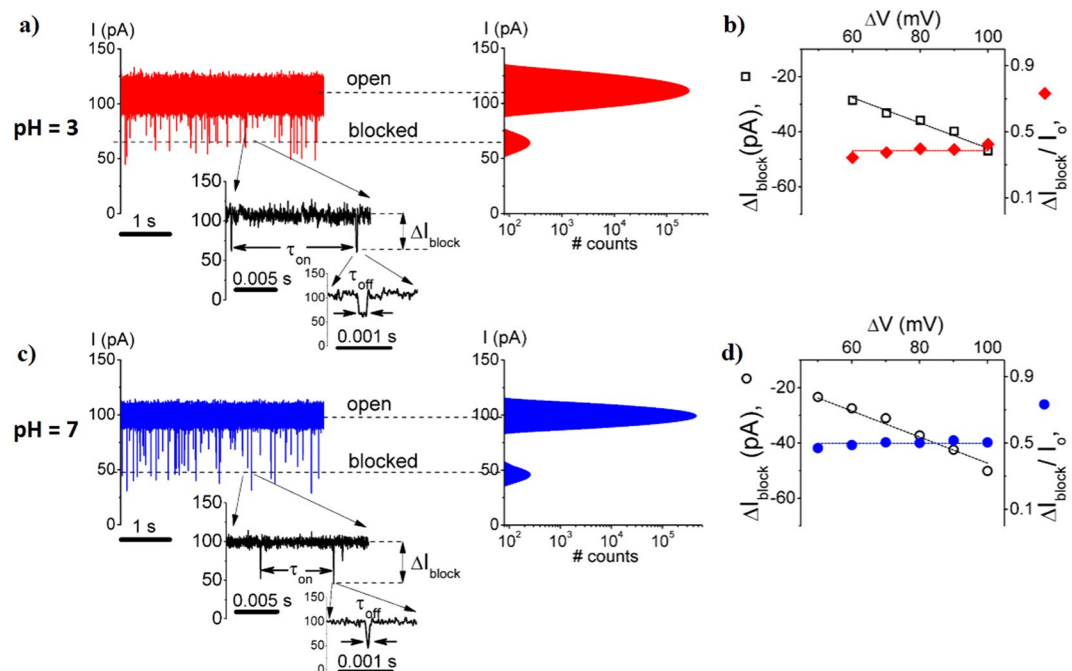 a)
I (pA)
150
100
50
0
pH = 3
open
blocked
1 s
150
100
50
0
τon
ΔIblock
0.005 s
150
100
50
0
τoff
0.001 s
I (pA)
150
100
50
0
10² 10³ 10⁴ 10⁵
# counts
b)
ΔV (mV)
60 80 100
-20
-40
-60
ΔIblock(pA),
0.9
0.5
0.1
ΔIblock/ Io,
c)
I (pA)
150
100
50
0
pH = 7
open
blocked
1 s
150
100
50
0
τon
ΔIblock
0.005 s
150
100
50
0
τoff
0.001 s
I (pA)
150
100
50
0
10² 10³ 10⁴ 10⁵
# counts
d)
ΔV (mV)
60 80 100
-20
-40
-60
ΔIblock (pA),
0.9
0.5
0.1
ΔIblock/ Io,